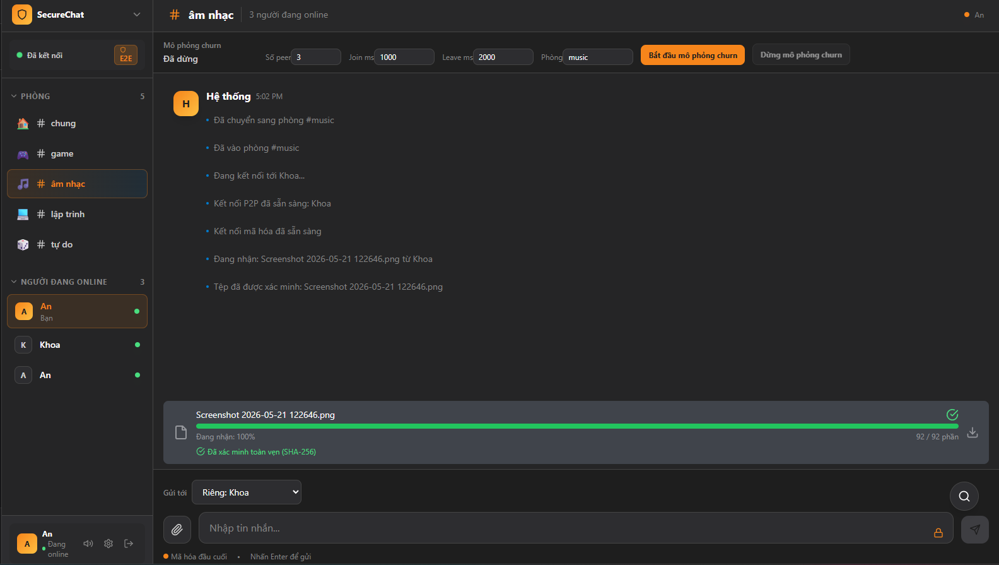 SecureChat
Đã kết nối
E2E
PHÒNG 5
# chung
# game
# âm nhạc
# lập trình
# tự do
NGƯỜI ĐANG ONLINE 3
A An
Bạn
K Khoa
A An
A An
Đang online
# âm nhạc 3 người đang online
An
Mô phỏng churn
Đã dừng
Số peer 3 Join ms 1000 Leave ms 2000 Phòng music Bắt đầu mô phỏng churn Dừng mô phỏng churn
H Hệ thống 5:02 PM
• Đã chuyển sang phòng #music
• Đã vào phòng #music
• Đang kết nối tới Khoa...
• Kết nối P2P đã sẵn sàng: Khoa
• Kết nối mã hóa đã sẵn sàng
• Đang nhận: Screenshot 2026-05-21 122646.png từ Khoa
• Tệp đã được xác minh: Screenshot 2026-05-21 122646.png
Screenshot 2026-05-21 122646.png
Đang nhận: 100% 92 / 92 phần
Đã xác minh toàn vẹn (SHA-256)
Gửi tới Riêng: Khoa
Nhập tin nhắn...
Mã hóa đầu cuối • Nhấn Enter để gửi